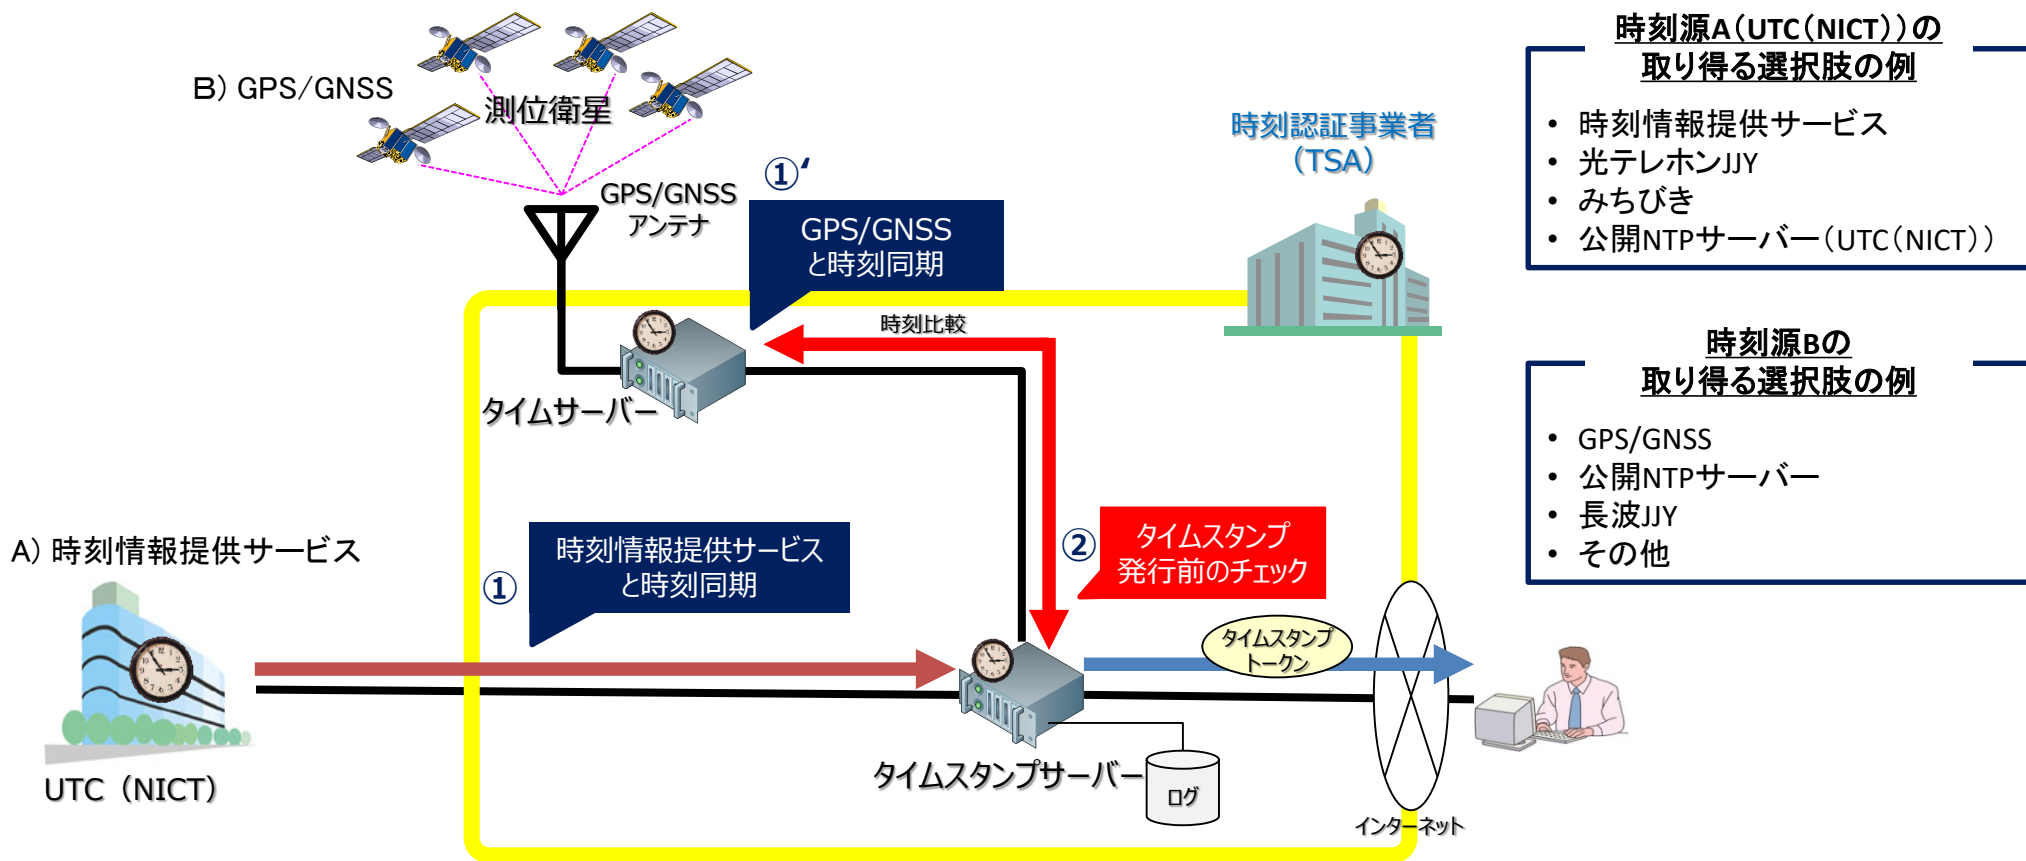 B) GPS/GNSS
測位衛星
GPS/GNSS
アンテナ
①‘
GPS/GNSS
と時刻同期
時刻認証事業者
(TSA)
時刻比較
タイムサーバー
A) 時刻情報提供サービス
①
時刻情報提供サービス
と時刻同期
②
タイムスタンプ
発行前のチェック
タイムスタンプ
トークン
UTC (NICT)
タイムスタンプサーバー
ログ
インターネット
時刻源A(UTC(NICT))の
取り得る選択肢の例
• 時刻情報提供サービス
• 光テレホンJJY
• みちびき
• 公開NTPサーバー(UTC(NICT))
時刻源Bの
取り得る選択肢の例
• GPS/GNSS
• 公開NTPサーバー
• 長波JJY
• その他